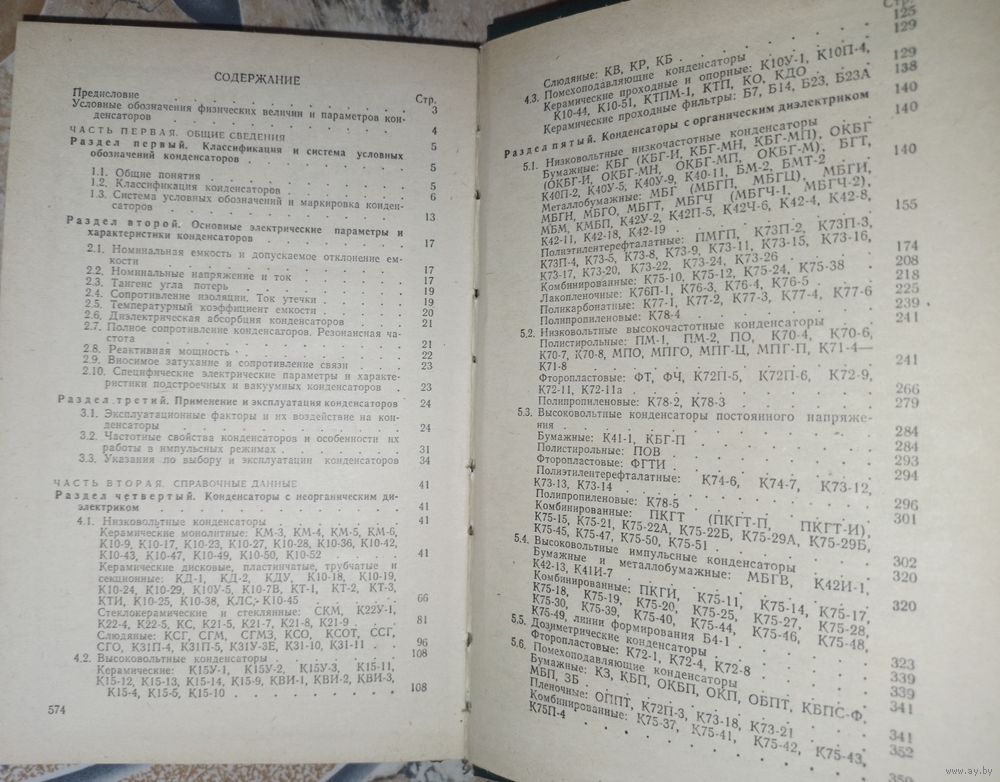 СОДЕРЖАНИЕ
Стр.
Предисловие 3
Условные обозначения физических величин и параметров кон-
денсаторов 4
ЧАСТЬ ПЕРВАЯ. ОБЩИЕ СВЕДЕНИЯ 5
Раздел первый. Классификация и система условных
обозначений конденсаторов 5
1.1. Общие понятия 5
1.2. Классификация конденсаторов 6
1.3. Система условных обозначений и маркировка конден-
саторов 13
Раздел второй. Основные электрические параметры и
характеристики конденсаторов 17
2.1. Номинальная емкость и допускаемое отклонение ем-
кости 17
2.2. Номинальные напряжение и ток 17
2.3. Тангенс угла потерь 19
2.4. Сопротивление изоляции. Ток утечки 19
2.5. Температурный коэффициент емкости 20
2.6. Диэлектрическая абсорбция конденсаторов 21
2.7. Полное сопротивление конденсаторов. Резонансная ча-
стота 21
2.8. Реактивная мощность 22
2.9. Вносимое затухание и сопротивление связи 23
2.10. Специфические электрические параметры и характе-
ристики подстроечных и вакуумных конденсаторов 23
Раздел третий. Применение и эксплуатация конденсаторов 24
3.1. Эксплуатационные факторы и их воздействие на кон-
денсаторы 24
3.2. Частотные свойства конденсаторов и особенности их
работы в импульсных режимах 31
3.3. Указания по выбору и эксплуатации конденсаторов 34
ЧАСТЬ ВТОРАЯ. СПРАВОЧНЫЕ ДАННЫЕ 41
Раздел четвертый. Конденсаторы с неорганическим ди-
электриком 41
4.1. Низковольтные конденсаторы 41
Керамические монолитные: КМ-3, КМ-4, КМ-5, КМ-6,
К10-9, К10-17, К10-23, К10-27, К10-28, К10-36, К10-42,
К10-43, К10-47, К10-49, К10-50, К10-52 41
Керамические дисковые, пластинчатые, трубчатые и
секционные: КД-1, КД-2, КДУ, К10-18, К10-19,
К10-24, К10-29, К10У-5, К10-7В, КТ-1, КТ-2, КТ-3,
КТИ, К10-25, К10-38, КЛС, К10-45 66
Стеклокерамические и стеклянные: СКМ, К22У-1,
К22-4, К22-5, КС, К21-5, К21-7, К21-8, К21-9 81
Слюдяные: КСГ, СГМ, СГМЗ, КСО, КСОТ, ССГ,
СГО, К31П-4, К31П-5, К31У-3Е, К31-10, К31-11 96
4.2. Высоковольтные конденсаторы 108
Керамические: К15У-1, К15У-2, К15У-3, К15-11,
К15-12, К15-13, К15-14, К15-9, КВИ-1, КВИ-2, КВИ-3,
К15-4, К15-5, К15-10 108
574
Стр.
Слюдяные: КВ, КР, КБ 125
4.3. Помехоподавляющие конденсаторы 129
Керамические проходные и опорные: К10У-1, К10П-4,
К10-44, К10-51, КТПМ-1, КТП, КО, КДО 129
Керамические проходные фильтры: Б7, Б14, Б23, Б23А 138
Раздел пятый. Конденсаторы с органическим диэлектриком 140
5.1. Низковольтные низкочастотные конденсаторы 140
Бумажные: КБГ (КБГ-И, КБГ-МН, КБГ-МП), ОКБГ
(ОКБГ-И, ОКБГ-МН, ОКБГ-МП, ОКБГ-М), БГТ,
К40П-2, К40У-5, К40У-9, К40-11, БМ-2, БМТ-2 140
Металлобумажные: МБГ (МБГП, МБГЦ), МБГИ,
МБГН, МБГО, МБГТ, МБГЧ (МБГЧ-1, МБГЧ-2),
МБМ, КМБП, К42У-2, К42П-5, К42Ч-6, К42-4, К42-8,
К42-11, К42-18, К42-19 155
Полиэтилентерефталатные: ПМГП, К73П-2, К73П-3,
К73П-4, К73-5, К73-8, К73-9, К73-11, К73-15, К73-16,
К73-17, К73-20, К73-22, К73-24, К73-26 174
Комбинированные: К75-10, К75-12, К75-24, К75-38 208
Лакопленочные: К76П-1, К76-3, К76-4, К76-5 218
Поликарбонатные: К77-1, К77-2, К77-3, К77-4, К77-6 225
Полипропиленовые: К78-4 239
5.2. Низковольтные высокочастотные конденсаторы 241
Полистирольные: ПМ-1, ПМ-2, ПО, К70-4, К70-6,
К70-7, К70-8, МПО, МПГО, МПГ-Ц, МПГ-П, К71-4—
К71-8 241
Фторопластовые: ФТ, ФЧ, К72П-5, К72П-6, К72-9,
К72-11, К72-11а 266
Полипропиленовые: К78-2, К78-3 279
5.3. Высоковольтные конденсаторы постоянного напряже-
ния 284
Бумажные: К41-1, КБГ-П 284
Полистирольные: ПОВ 293
Фторопластовые: ФГТИ 294
Полиэтилентерефталатные: К74-6, К74-7, К73-12,
К73-13, К73-14 296
Полипропиленовые: К78-5 301
Комбинированные: ПКГТ (ПКГТ-П, ПКГТ-И),
К75-15, К75-21, К75-22А, К75-22Б, К75-29А, К75-29Б,
К75-45, К75-47, К75-50, К75-51 302
5.4. Высоковольтные импульсные конденсаторы 320
Бумажные и металлобумажные: МБГВ, К42И-1,
К42-13, К41И-7 320
Комбинированные: ПКГИ, К75-11, К75-14, К75-17,
К75-18, К75-19, К75-20, К75-25, К75-27, К75-28,
К75-30, К75-39, К75-40, К75-44, К75-46, К75-48,
К75-49, линии формирования Б4-1 323
5.5. Дозиметрические конденсаторы 339
Фторопластовые: К72-1, К72-4, К72-8 339
5.6. Помехоподавляющие конденсаторы 341
Бумажные: КЗ, КБП, ОКБП, ОКП, ОБПТ, КБПС-Ф,
МБП, ЗБ 341
Пленочные: ОППТ, К72П-3, К73-18, К73-21 352
Комбинированные: К75-37, К75-41, К75-42, К75-43,
К75П-4
www.ay.by